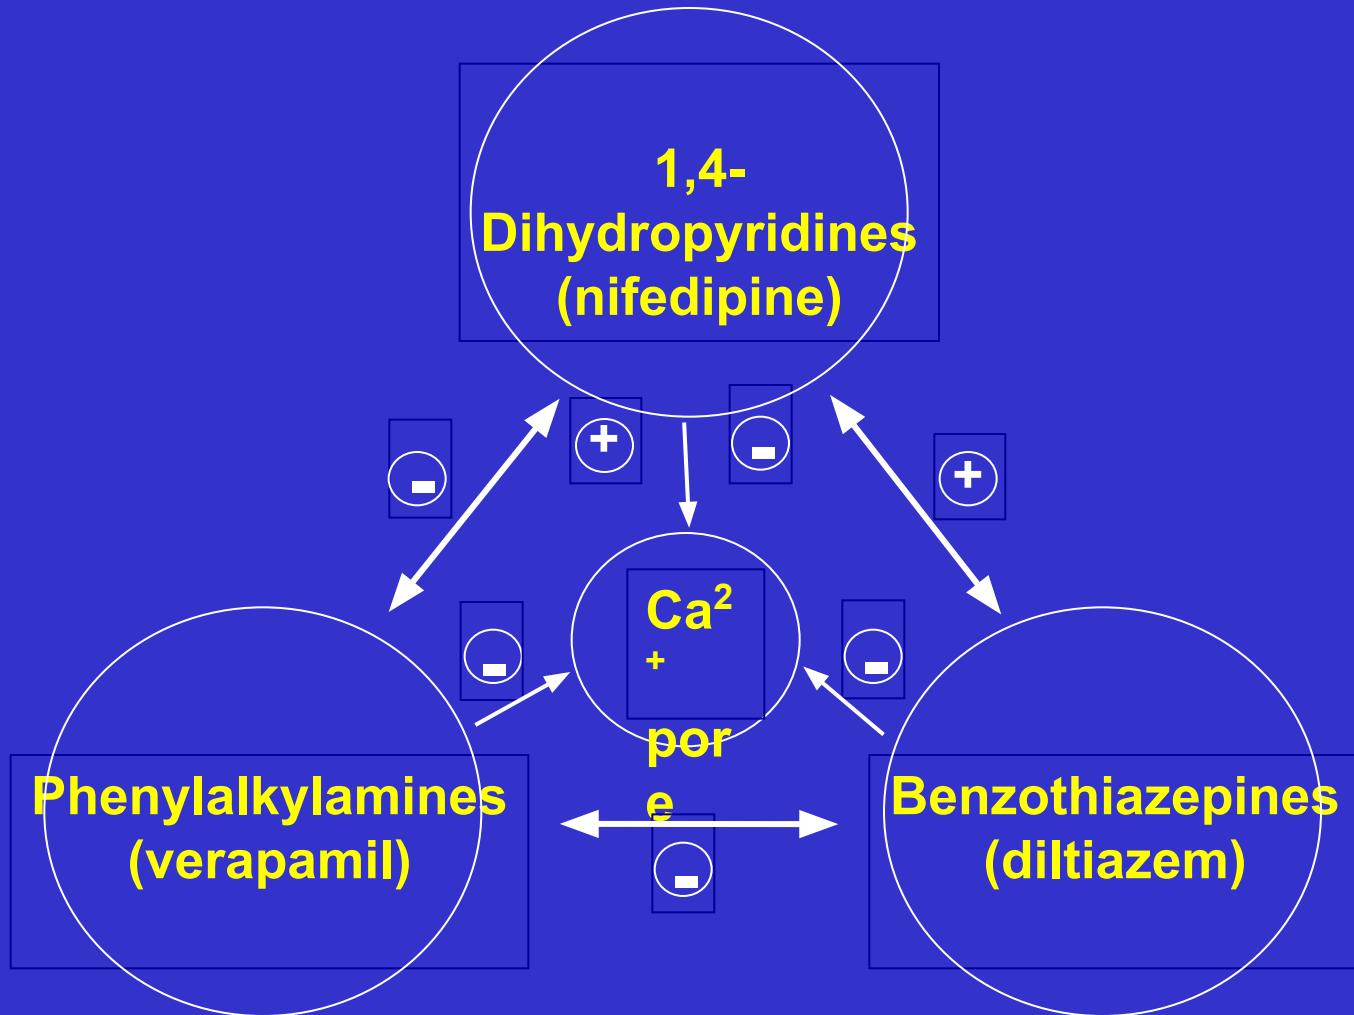 1,4-
Dihydropyridines
(nifedipine)
-
+
-
+
Ca2
+
por
e
-
-
Phenylalkylamines
(verapamil)
Benzothiazepines
(diltiazem)
-